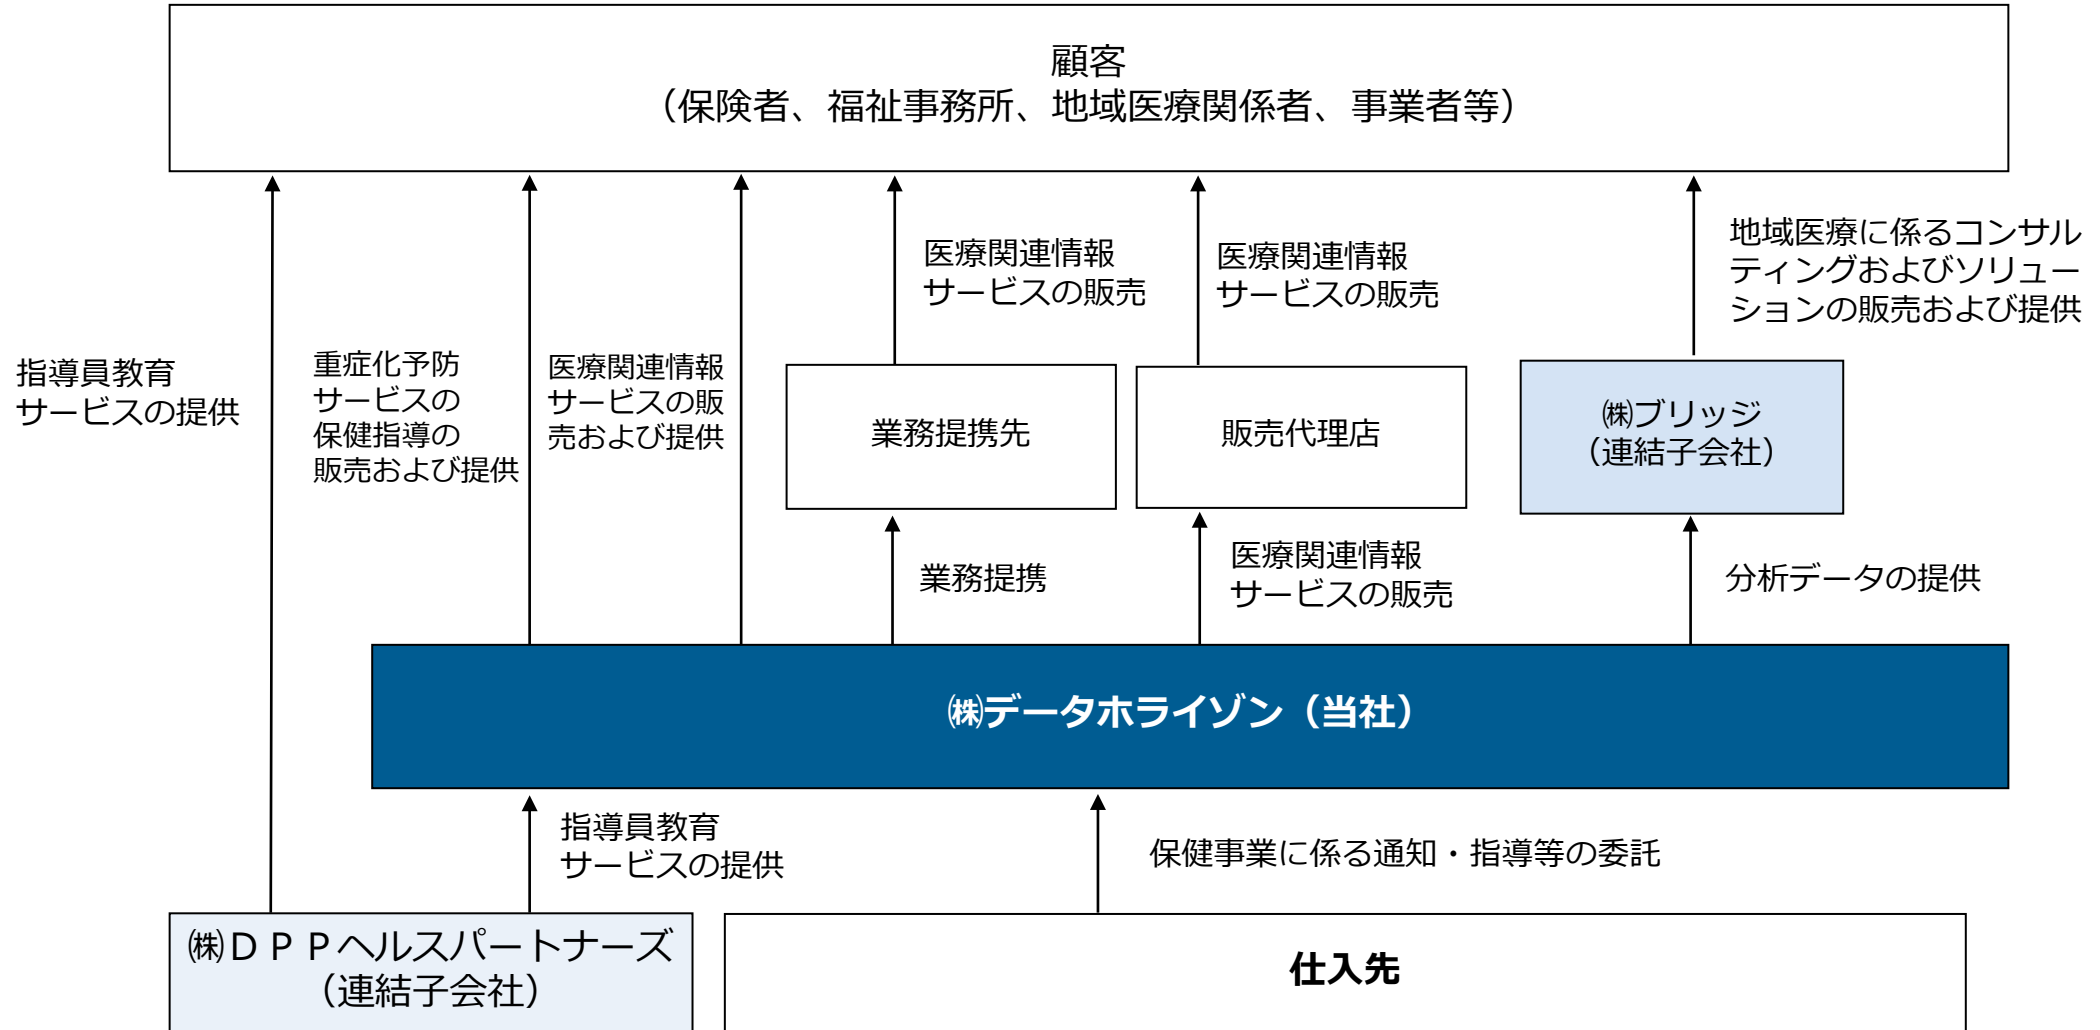 顧客
（保険者、福祉事務所、地域医療関係者、事業者等）
指導員教育
サービスの提供
重症化予防
サービスの
保健指導の
販売および提供
医療関連情報
サービスの販
売および提供
医療関連情報
サービスの販売
医療関連情報
サービスの販売
地域医療に係るコンサル
ティングおよびソリュー
ションの販売および提供
業務提携先
販売代理店
㈱ブリッジ
（連結子会社）
業務提携
医療関連情報
サービスの販売
分析データの提供
㈱データホライゾン（当社）
指導員教育
サービスの提供
保健事業に係る通知・指導等の委託
㈱ＤＰＰヘルスパートナーズ
（連結子会社）
仕入先